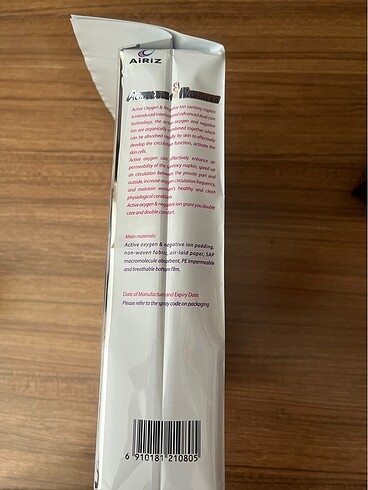 AiRiZ
Active Oxygen & Negative Ion sanitary napkin
is introduced international advanced dual core
technology, the active oxygen and negative
ion are organically combined together which
can be absorbed rapidly by skin to effectively
develop the circulation function, activate the
skin cells.
Active oxygen can effectively enhance air
permeability of the sanitary napkin, speed up
air circulation between the private part and
outside, increase oxygen circulation frequency,
and maintain woman's healthy and clean
physiological condition.
Active oxygen & negative ion grant you double
care and double comfort.
Main materials:
Active oxygen & negative ion padding,
non-woven fabric, air-laid paper, SAP
macromolecule absorbent, PE impermeable
and breathable bottom film.
Date of Manufacture and Expiry Date:
Please refer to the spray code on packaging
6 910181 210805